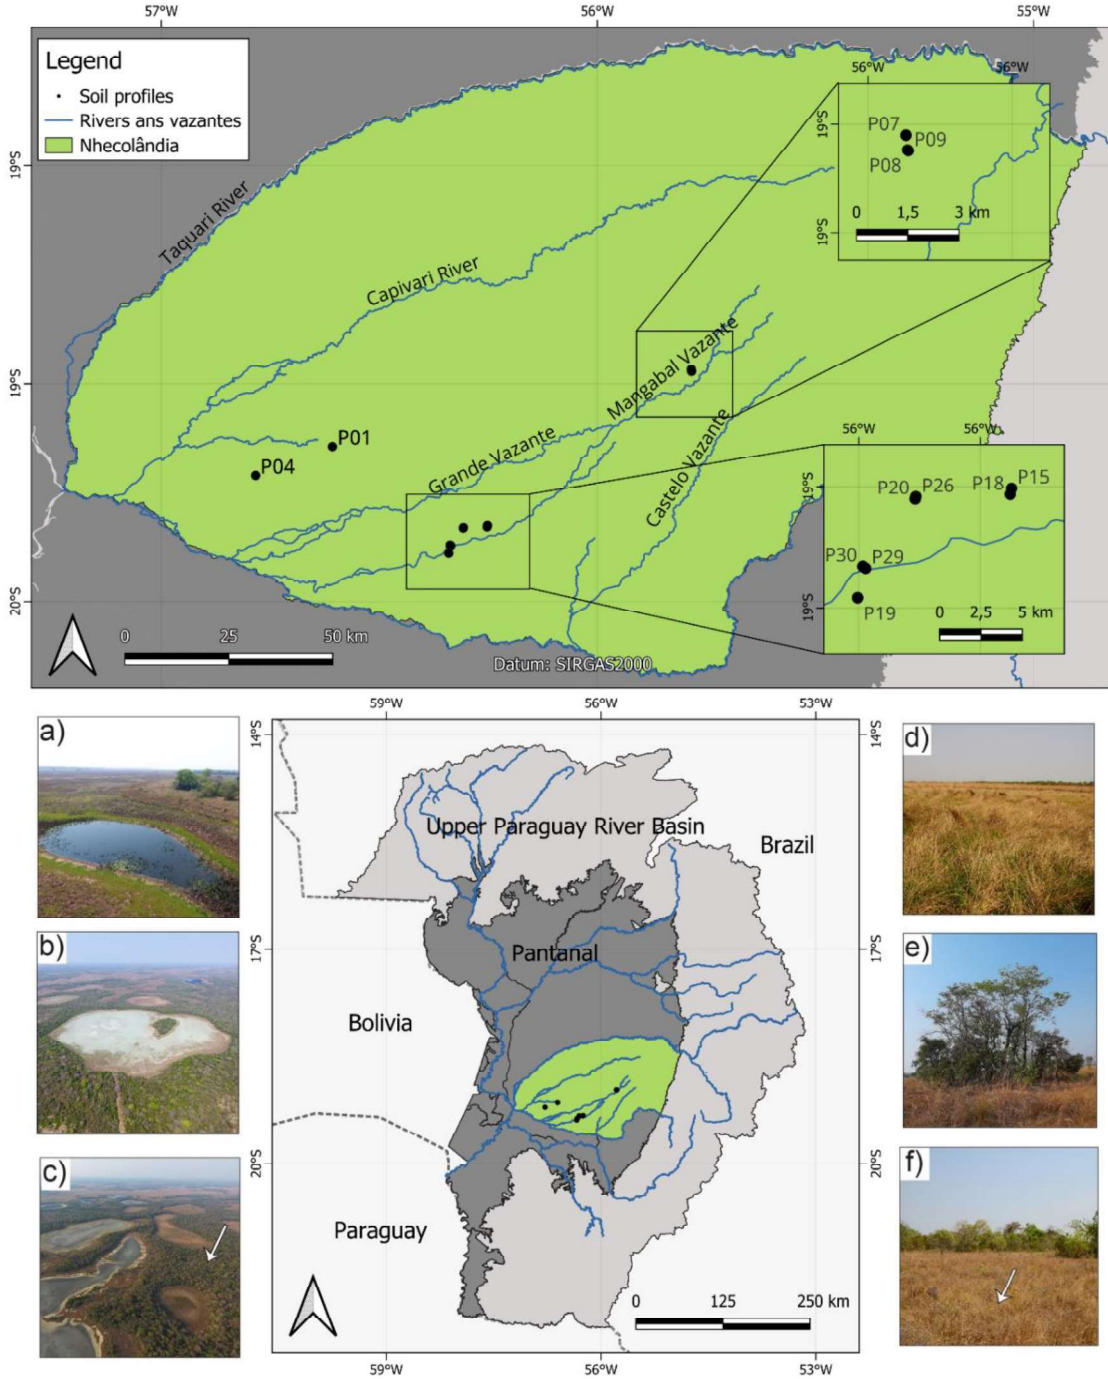 57°W
56°W
55°W
Legend
Soil profiles
Rivers ans vazantes
Nhecolândia
19°S
19°S
20°S
Taquari River
Capivari River
Mangabal Vazante
Grande Vazante
Castelo Vazante
P01
P04
56°W
56°W
19°S
19°S
P07
P09
P08
0 1,5 3 km
56°W
56°W
19°S
19°S
P20
P26
P18
P15
P30
P29
P19
0 2,5 5 km
0 25 50 km
Datum: SIRGAS2000
59°W
56°W
53°W
14°S
14°S
17°S
17°S
20°S
20°S
Upper Paraguay River Basin
Brazil
Pantanal
Bolivia
Paraguay
0 125 250 km
59°W
56°W
53°W
a)
b)
c)
d)
e)
f)